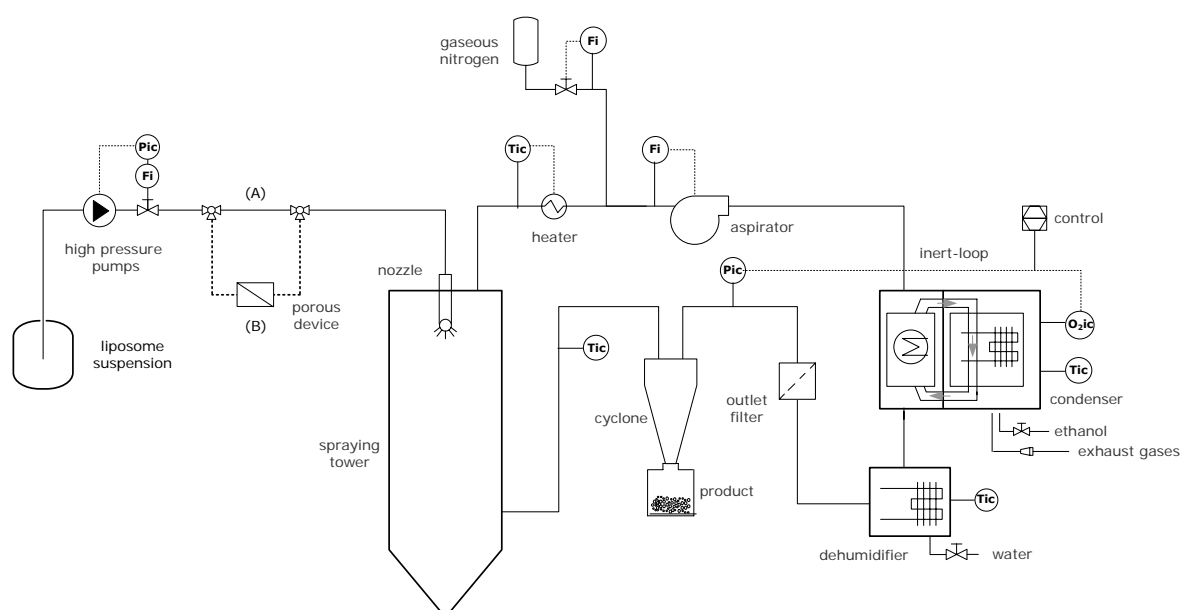 gaseous
nitrogen
Fi
Pic
Fi
(A)
high pressure
pumps
(B)
porous
device
liposome
suspension
nozzle
Tic
heater
Fi
aspirator
control
inert-loop
Pic
O₂ic
Tic
condenser
ethanol
exhaust gases
Tic
cyclone
outlet
filter
spraying
tower
product
Tic
dehumidifier
water